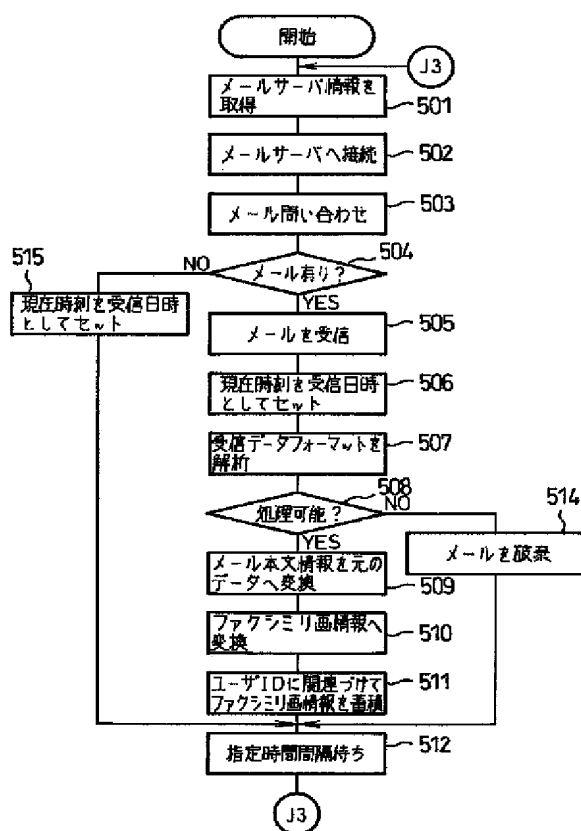 開始
J3
メールサーバ情報を
取得
501
メールサーバへ接続
502
メール問い合わせ
503
504
メール有り?
NO
YES
515
現在時刻を受信日時
としてセット
メールを受信
505
現在時刻を受信日時
としてセット
506
受信データフォーマットを
解析
507
508
処理可能?
NO
YES
514
メールを破棄
メール本文情報を元の
データへ変換
509
ファクシミリ画情報へ
変換
510
ユーザIDに関連づけて
ファクシミリ画情報を蓄積
511
指定時間間隔待ち
512
J3